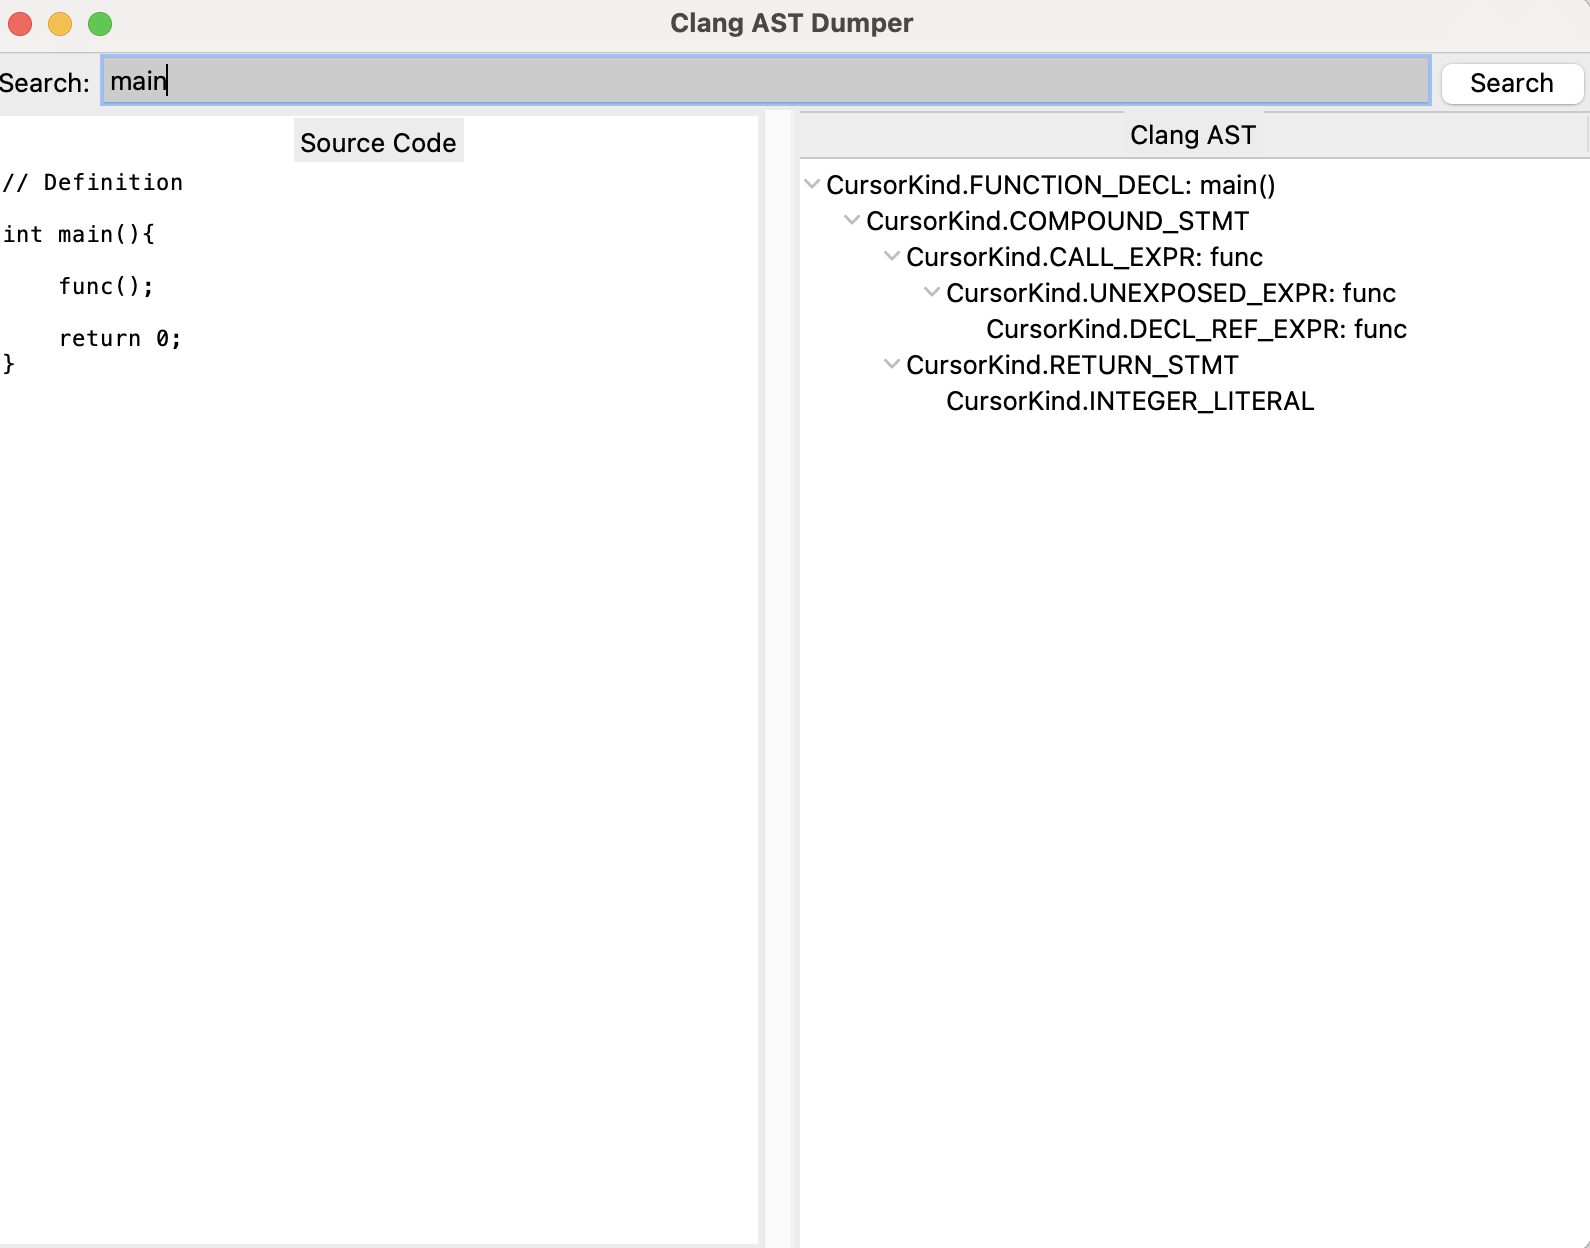 Clang AST Dumper
Search: main Search
Source Code
// Definition
int main(){
    func();
    return 0;
}
Clang AST
CursorKind.FUNCTION_DECL: main()
CursorKind.COMPOUND_STMT
CursorKind.CALL_EXPR: func
CursorKind.UNEXPOSED_EXPR: func
CursorKind.DECL_REF_EXPR: func
CursorKind.RETURN_STMT
CursorKind.INTEGER_LITERAL